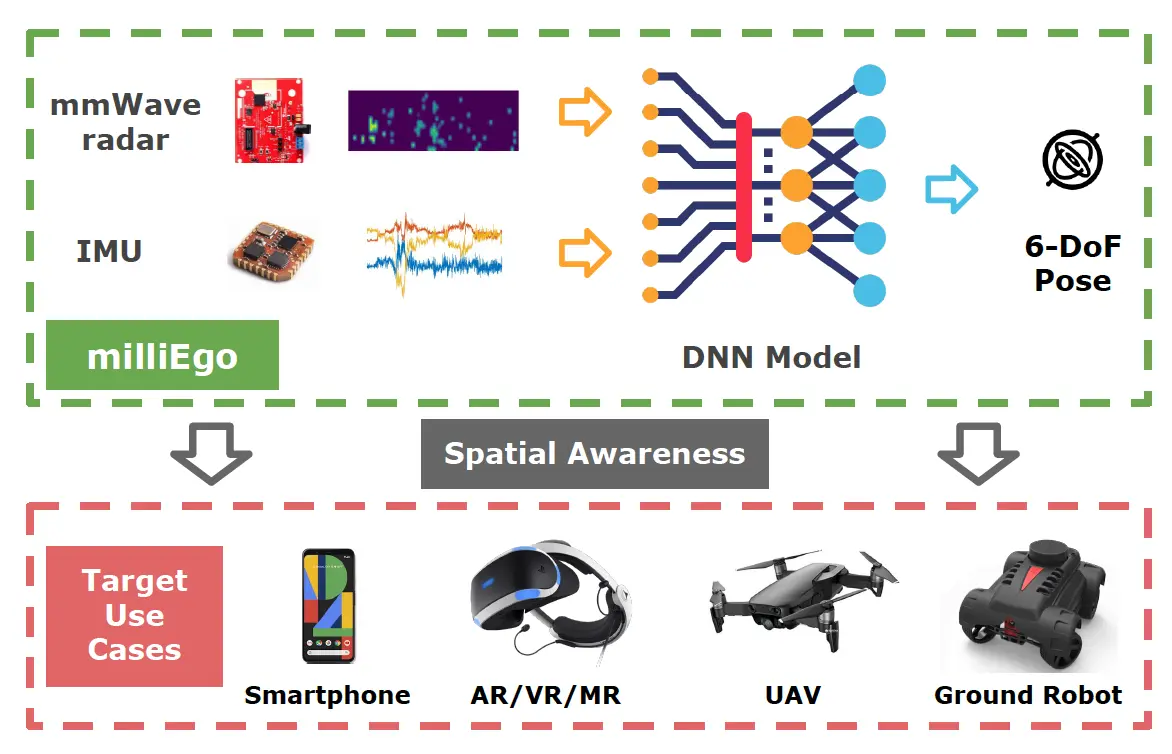 mmWave
radar
IMU
milliEgo
DNN Model
6-DoF
Pose
Spatial Awareness
Target
Use
Cases
Smartphone
AR/VR/MR
UAV
Ground Robot